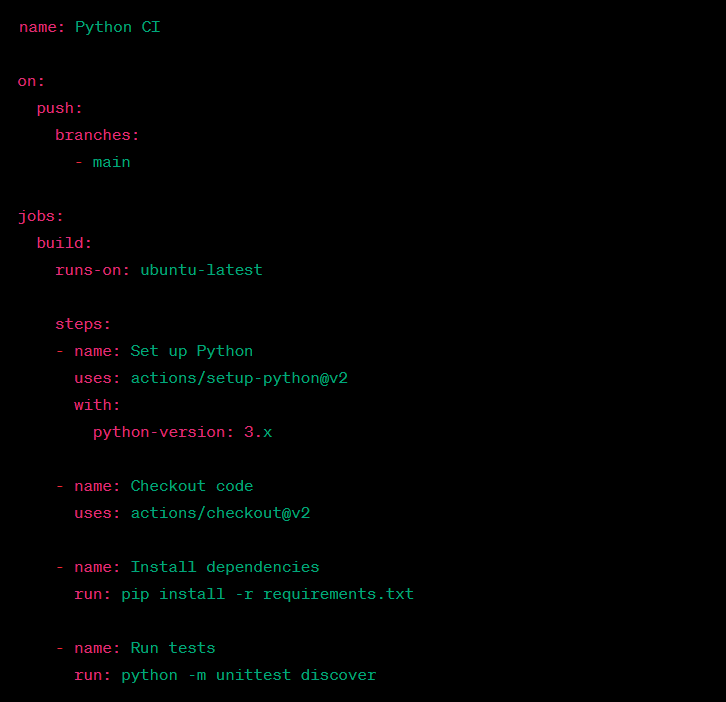 name: Python CI
on:
  push:
    branches:
      - main
jobs:
  build:
    runs-on: ubuntu-latest
    steps:
    - name: Set up Python
      uses: actions/setup-python@v2
      with:
        python-version: 3.x
    - name: Checkout code
      uses: actions/checkout@v2
    - name: Install dependencies
      run: pip install -r requirements.txt
    - name: Run tests
      run: python -m unittest discover